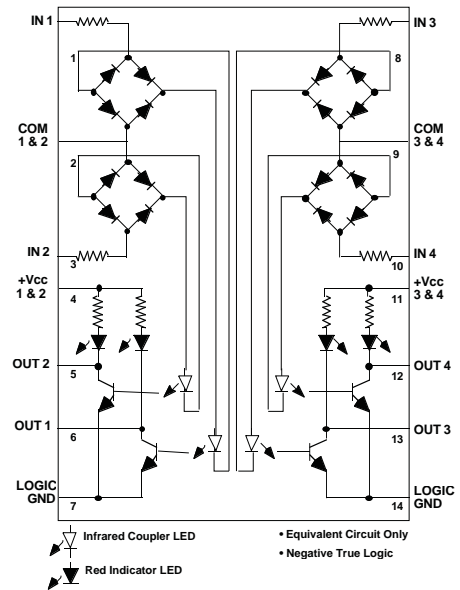 IN 1
IN 3
1
8
COM
1 & 2
COM
3 & 4
2
9
IN 2
IN4
3
10
+Vcc
1 & 2
+Vcc
3 & 4
4
11
OUT 2
OUT 4
5
12
OUT 1
OUT 3
6
13
LOGIC
GND
LOGIC
GND
7
14
Infrared Coupler LED
• Equivalent Circuit Only
• Negative True Logic
Red Indicator LED